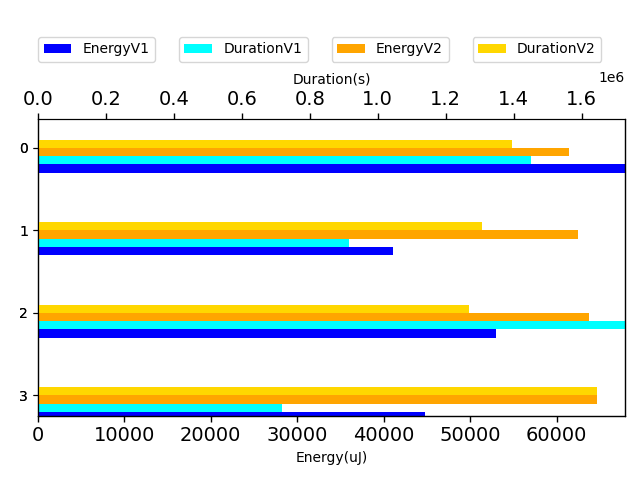 EnergyV1 DurationV1 EnergyV2 DurationV2
Duration(s)
1e6
0.0 0.2 0.4 0.6 0.8 1.0 1.2 1.4 1.6
0
1
2
3
0 10000 20000 30000 40000 50000 60000
Energy(uJ)